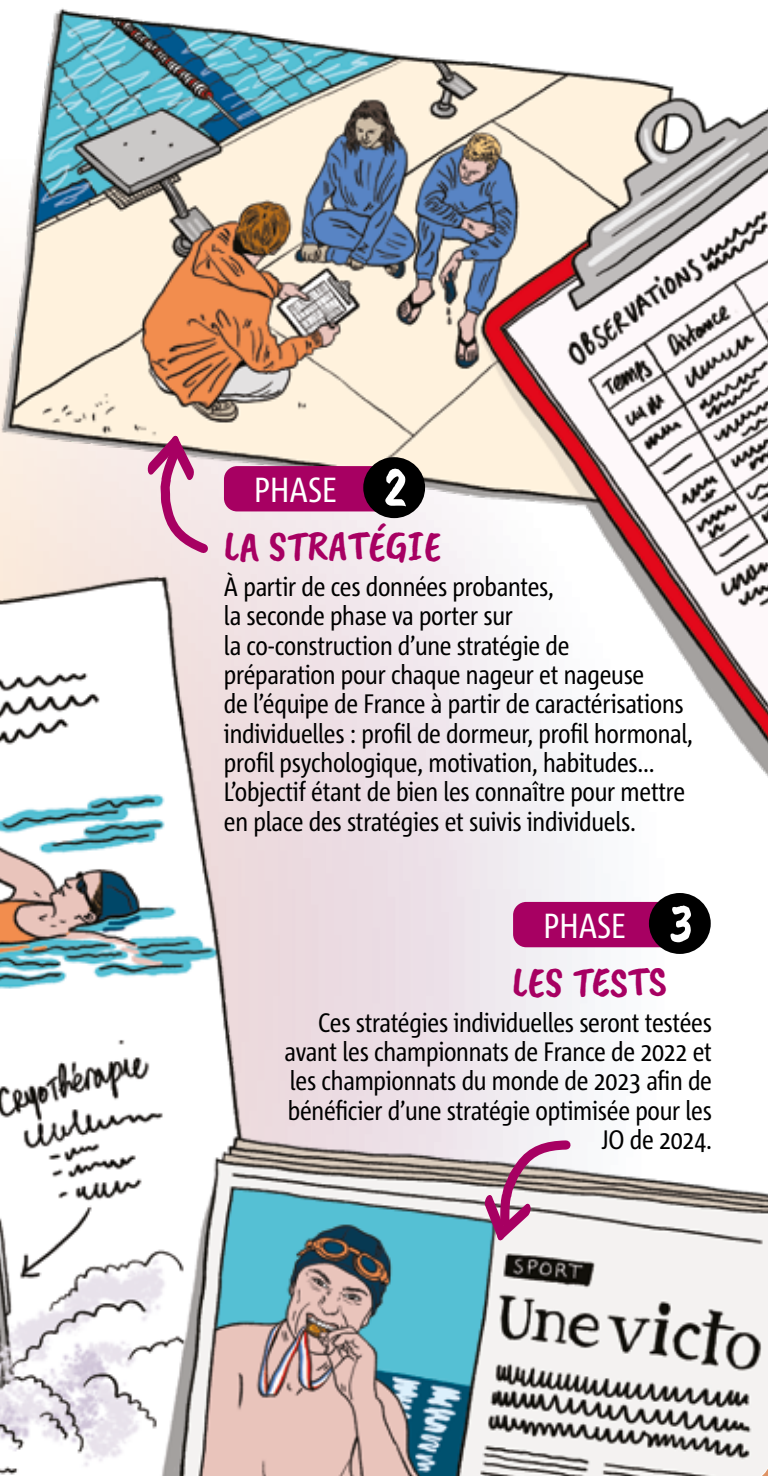 OBSERVATIONS
Temps Distance
PHASE 2
LA STRATÉGIE
À partir de ces données probantes,
la seconde phase va porter sur
la co-construction d’une stratégie de
préparation pour chaque nageur et nageuse
de l’équipe de France à partir de caractérisations
individuelles : profil de dormeur, profil hormonal,
profil psychologique, motivation, habitudes...
L’objectif étant de bien les connaître pour mettre
en place des stratégies et suivis individuels.
PHASE 3
LES TESTS
Ces stratégies individuelles seront testées
avant les championnats de France de 2022 et
les championnats du monde de 2023 afin de
bénéficier d’une stratégie optimisée pour les
JO de 2024.
Cryothérapie
SPORT
Une victo